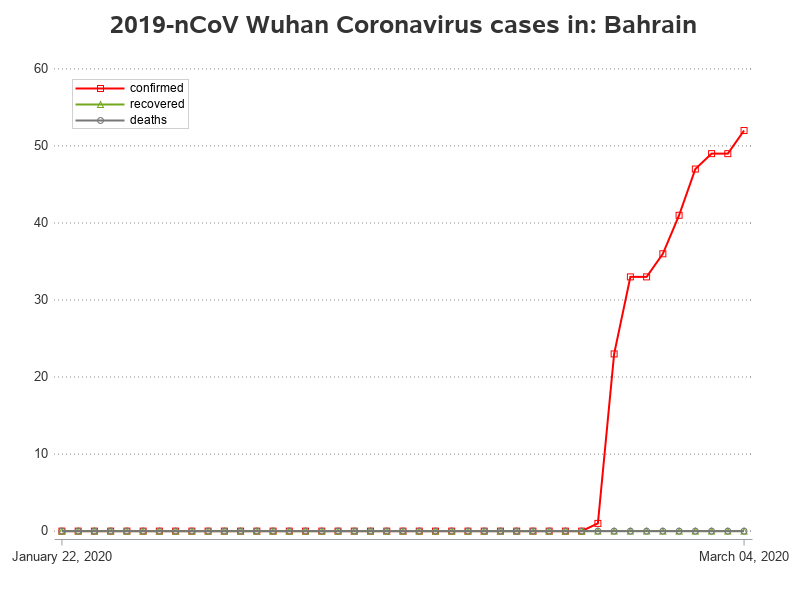 2019-nCoV Wuhan Coronavirus cases in: Bahrain
60
confirmed
recovered
deaths
50
40
30
20
10
0
January 22, 2020
March 04, 2020